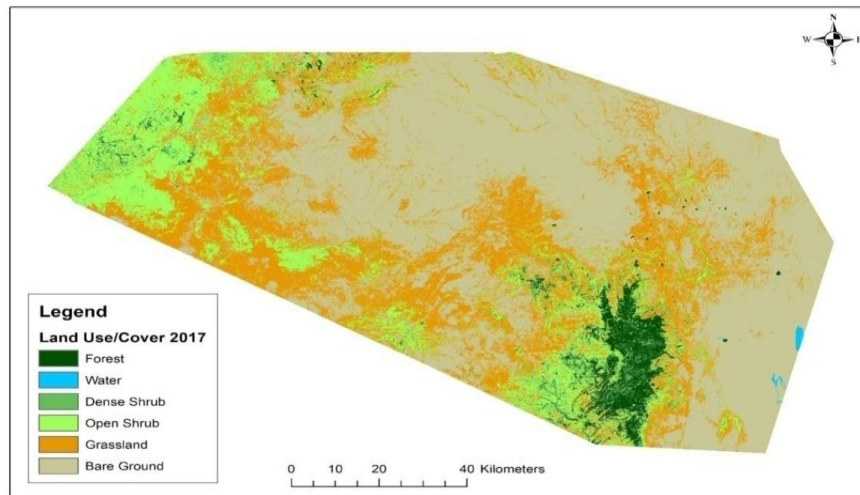 N
W E
S
Legend
Land Use/Cover 2017
Forest
Water
Dense Shrub
Open Shrub
Grassland
Bare Ground
0 10 20 40 Kilometers